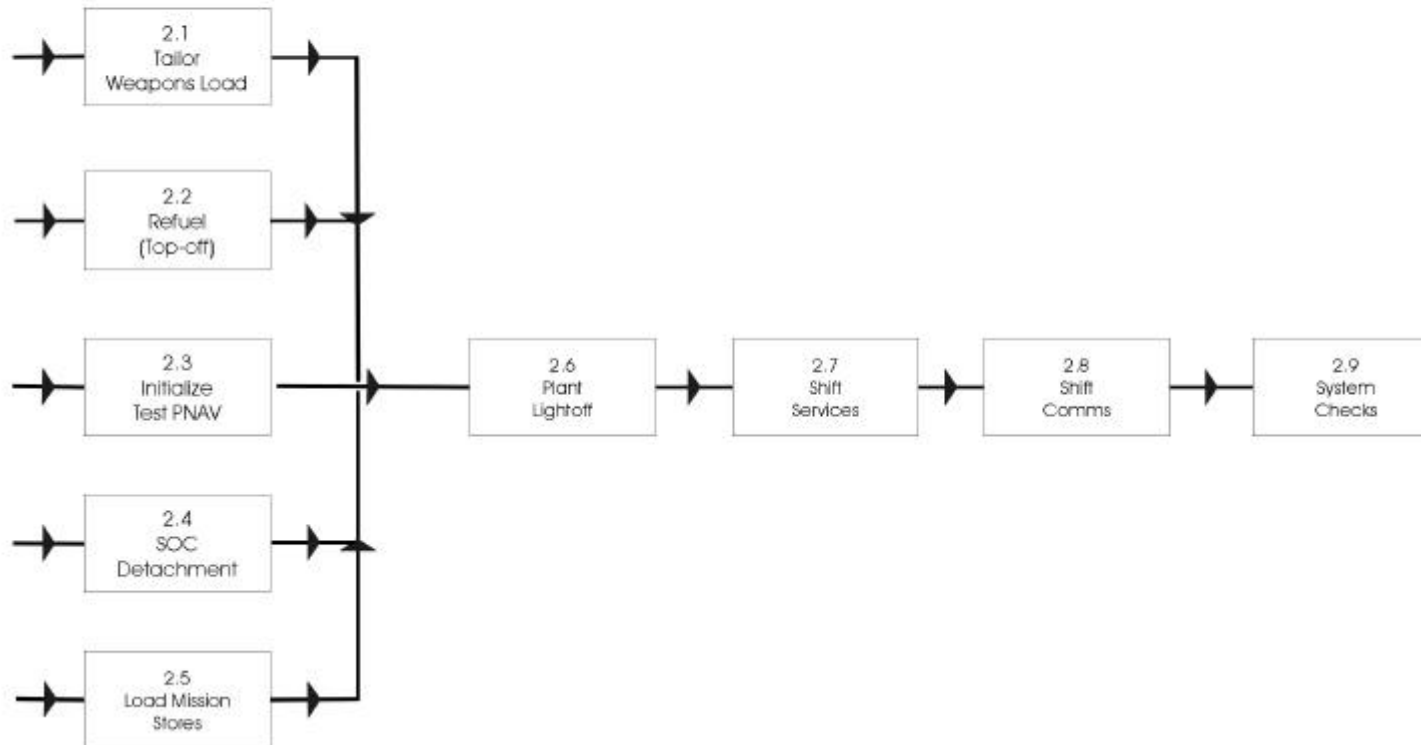 2.1
Tailor
Weapons Load
2.2
Refuel
(Top-off)
2.3
Initialize
Test PNAV
2.4
SOC
Detachment
2.5
Load Mission
Stores
2.6
Plant
Lightoff
2.7
Shift
Services
2.8
Shift
Comms
2.9
System
Checks